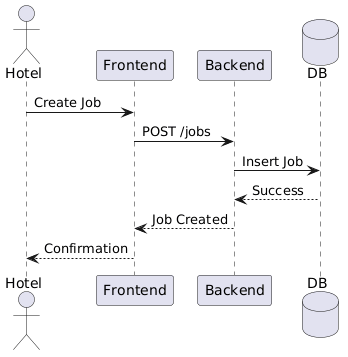 Hotel
Frontend
Backend
DB
Create Job
POST /jobs
Insert Job
Success
Job Created
Confirmation
Hotel
Frontend
Backend
DB